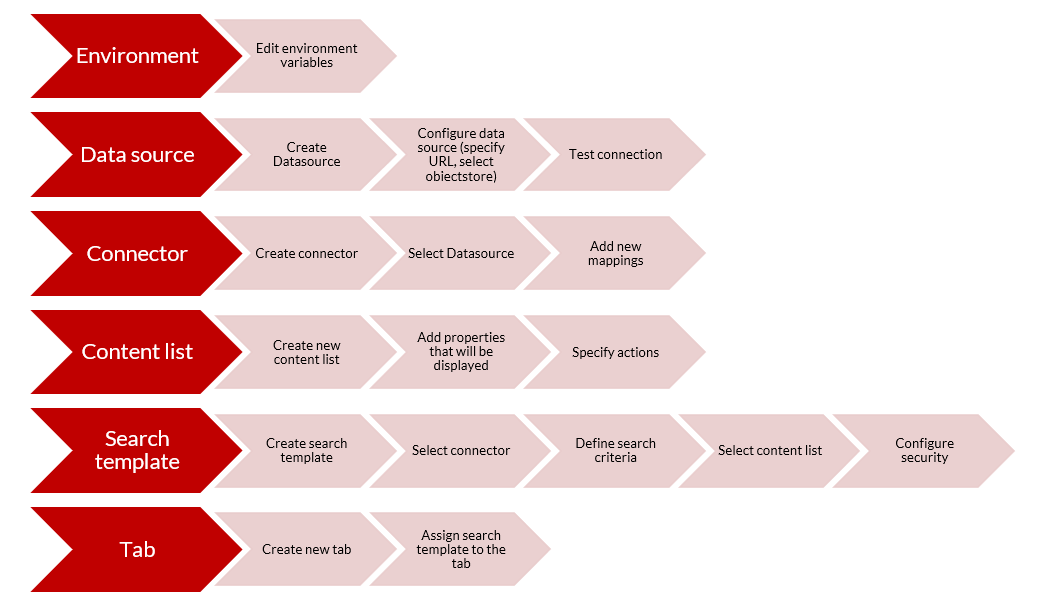 Environment
Edit environment
variables
Data source
Create
Datasource
Configure data
source (specify
URL, select
obiectstore)
Test connection
Connector
Create connector
Select Datasource
Add new
mappings
Content list
Create new
content list
Add properties
that will be
displayed
Specify actions
Search
template
Create search
template
Select connector
Define search
criteria
Select content list
Configure
security
Tab
Create new tab
Assign search
template to the
tab